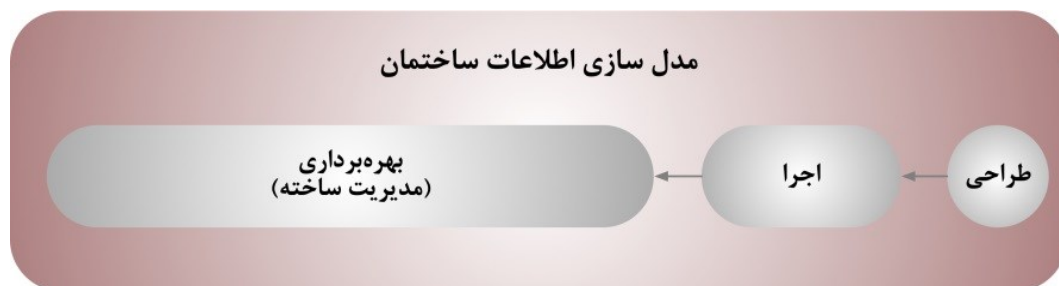 مدل سازی اطلاعات ساختمان
طراحی
اجرا
بهره‌برداری
(مدیریت ساخته)